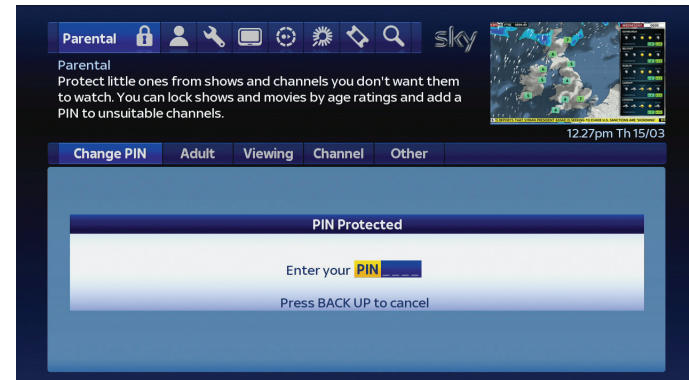 Parental
sky
Parental
Protect little ones from shows and channels you don't want them
to watch. You can lock shows and movies by age ratings and add a
PIN to unsuitable channels.
12.27pm Th 15/03
Change PIN Adult Viewing Channel Other
PIN Protected
Enter your PIN _ _ _ _
Press BACK UP to cancel